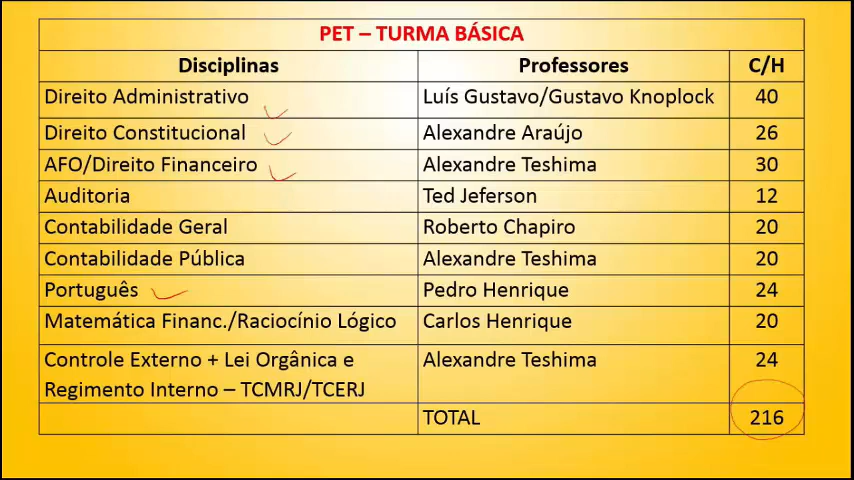 PET – TURMA BÁSICA
Disciplinas Professores C/H
Direito Administrativo Luís Gustavo/Gustavo Knoplock 40
Direito Constitucional Alexandre Araújo 26
AFO/Direito Financeiro Alexandre Teshima 30
Auditoria Ted Jeferson 12
Contabilidade Geral Roberto Chapiro 20
Contabilidade Pública Alexandre Teshima 20
Português Pedro Henrique 24
Matemática Financ./Raciocínio Lógico Carlos Henrique 20
Controle Externo + Lei Orgânica e Alexandre Teshima 24
Regimento Interno – TCMRJ/TCERJ
TOTAL 216